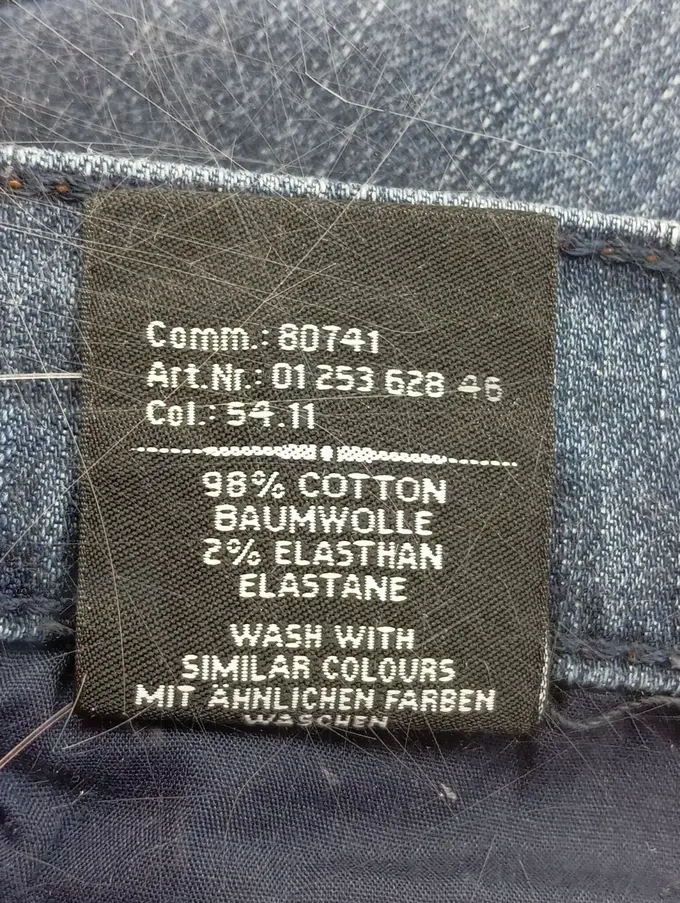 Comm.: 80741
Art.Nr.: 01 253 628 46
Col.: 54.11
98% COTTON
BAUMWOLLE
2% ELASTHAN
ELASTANE
WASH WITH
SIMILAR COLOURS
MIT ÄHNLICHEN FARBEN
WASCHEN